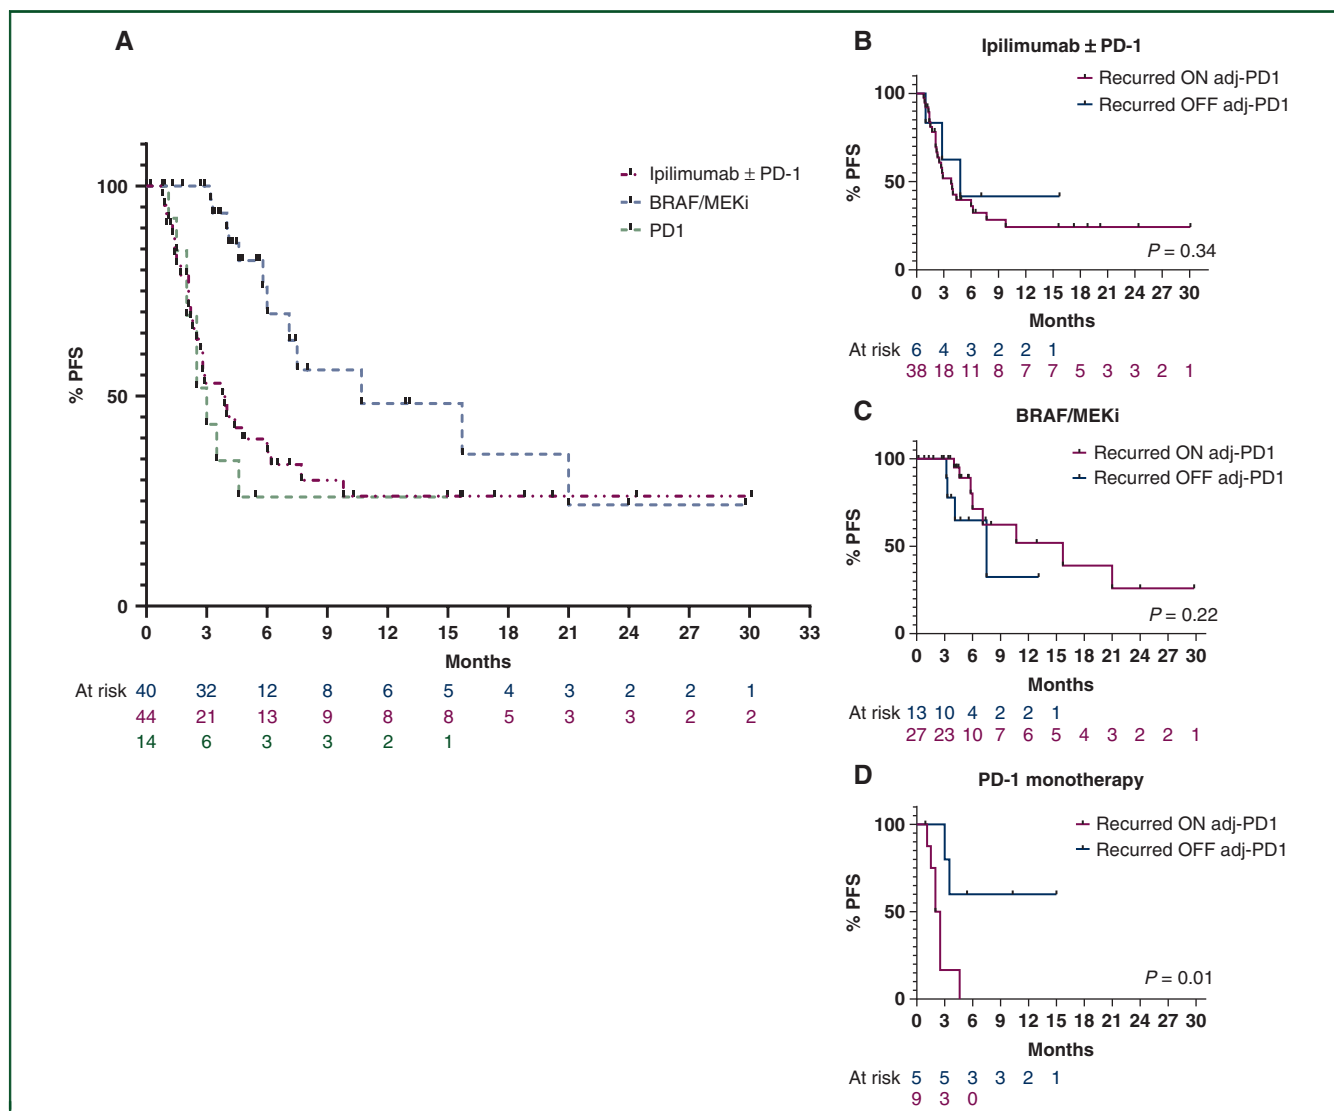 A
% PFS
100
50
0
Ipilimumab ± PD-1
BRAF/MEKi
PD1
0 3 6 9 12 15 18 21 24 27 30 33
Months
At risk 40 32 12 8 6 5 4 3 2 2 1
44 21 13 9 8 8 5 3 3 2 2
14 6 3 3 2 1
B
Ipilimumab ± PD-1
Recurred ON adj-PD1
Recurred OFF adj-PD1
% PFS
100
50
0
P = 0.34
0 3 6 9 12 15 18 21 24 27 30
Months
At risk 6 4 3 2 2 1
38 18 11 8 7 7 5 3 3 2 1
C
BRAF/MEKi
Recurred ON adj-PD1
Recurred OFF adj-PD1
% PFS
100
50
0
P = 0.22
0 3 6 9 12 15 18 21 24 27 30
Months
At risk 13 10 4 2 2 1
27 23 10 7 6 5 4 3 2 2 1
D
PD-1 monotherapy
Recurred ON adj-PD1
Recurred OFF adj-PD1
% PFS
100
50
0
P = 0.01
0 3 6 9 12 15 18 21 24 27 30
Months
At risk 5 5 3 3 2 1
9 3 0